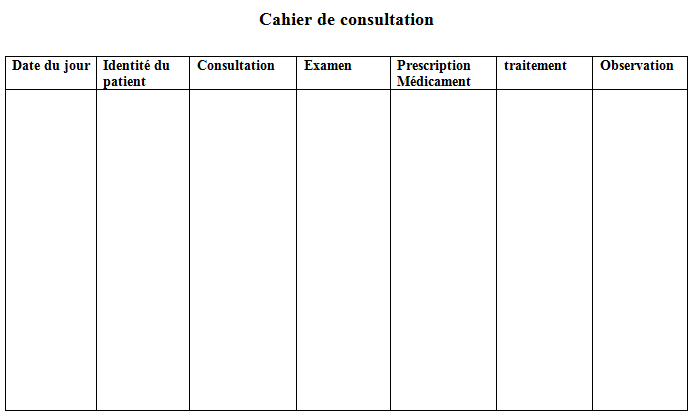 Cahier de consultation
Date du jour
Identité du
patient
Consultation
Examen
Prescription
Médicament
traitement
Observation